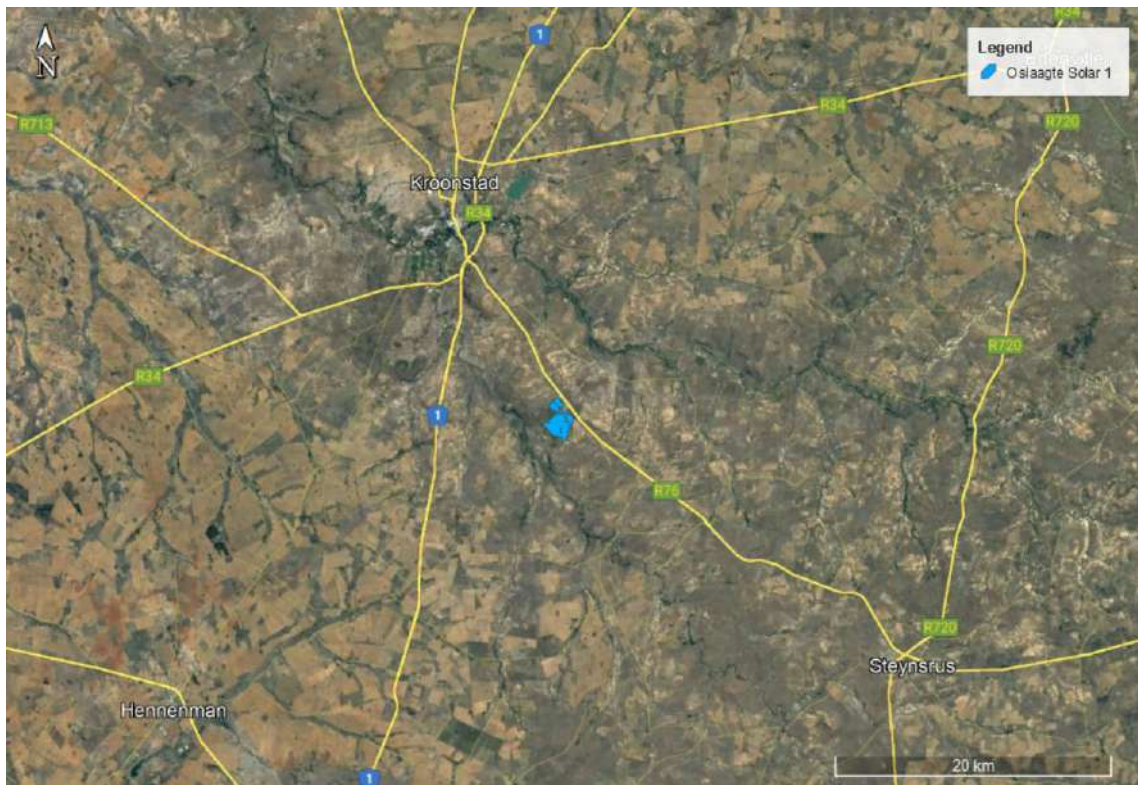 N
1
R34
Legend
Oslaagte Solar 1
R713
R34
R720
Kroonstad
R34
R720
R34
1
R76
R720
Steynsrus
Hennenman
1
20 km